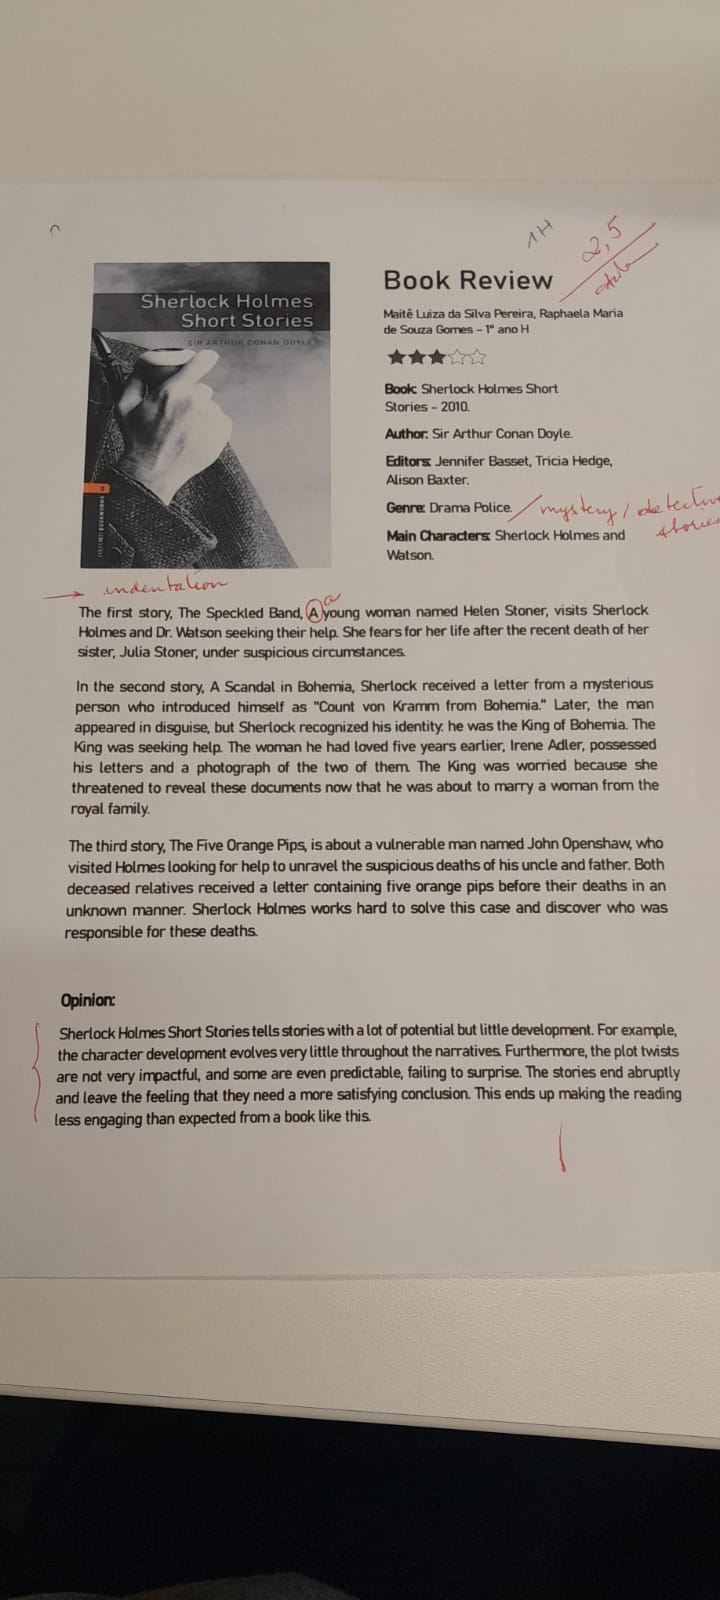 1H
2,5
Sherlock Holmes
Short Stories
SIR ARTHUR CONAN DOYLE
2
BOOKWORMS
Book Review
Maitê Luiza da Silva Pereira, Raphaela Maria
de Souza Gomes - 1° ano H
Book: Sherlock Holmes Short
Stories - 2010.
Author: Sir Arthur Conan Doyle.
Editors: Jennifer Basset, Tricia Hedge,
Alison Baxter.
Genre: Drama Police. / mystery / detective
stories
Main Characters: Sherlock Holmes and
Watson.
→ indentation
a
The first story, The Speckled Band, A young woman named Helen Stoner, visits Sherlock
Holmes and Dr. Watson seeking their help. She fears for her life after the recent death of her
sister, Julia Stoner, under suspicious circumstances.
In the second story, A Scandal in Bohemia, Sherlock received a letter from a mysterious
person who introduced himself as "Count von Kramm from Bohemia." Later, the man
appeared in disguise, but Sherlock recognized his identity: he was the King of Bohemia. The
King was seeking help. The woman he had loved five years earlier, Irene Adler, possessed
his letters and a photograph of the two of them. The King was worried because she
threatened to reveal these documents now that he was about to marry a woman from the
royal family.
The third story, The Five Orange Pips, is about a vulnerable man named John Openshaw, who
visited Holmes looking for help to unravel the suspicious deaths of his uncle and father. Both
deceased relatives received a letter containing five orange pips before their deaths in an
unknown manner. Sherlock Holmes works hard to solve this case and discover who was
responsible for these deaths.
Opinion:
Sherlock Holmes Short Stories tells stories with a lot of potential but little development. For example,
the character development evolves very little throughout the narratives. Furthermore, the plot twists
are not very impactful, and some are even predictable, failing to surprise. The stories end abruptly
and leave the feeling that they need a more satisfying conclusion. This ends up making the reading
less engaging than expected from a book like this.